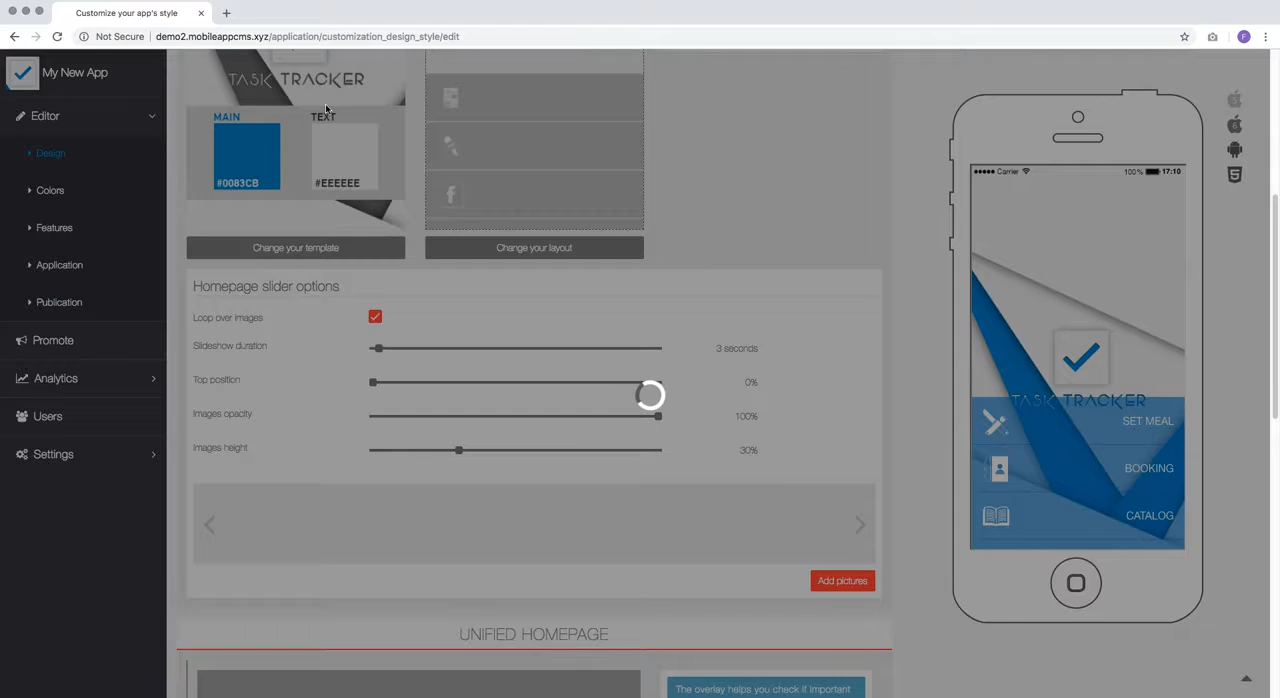 Customize your app's style
Not Secure | demo2.mobileappcms.xyz/application/customization_design_style/edit
My New App
Editor
Design
Colors
Features
Application
Publication
Promote
Analytics
Users
Settings
TASK TRACKER
MAIN
TEXT
#0083CB
#EEEEEE
Change your template
Change your layout
Homepage slider options
Loop over images
Slideshow duration
3 seconds
Top position
0%
Images opacity
100%
Images height
30%
Add pictures
UNIFIED HOMEPAGE
The overlay helps you check if important
Carrier
100%
17:10
TASK TRACKER
SET MEAL
BOOKING
CATALOG
F